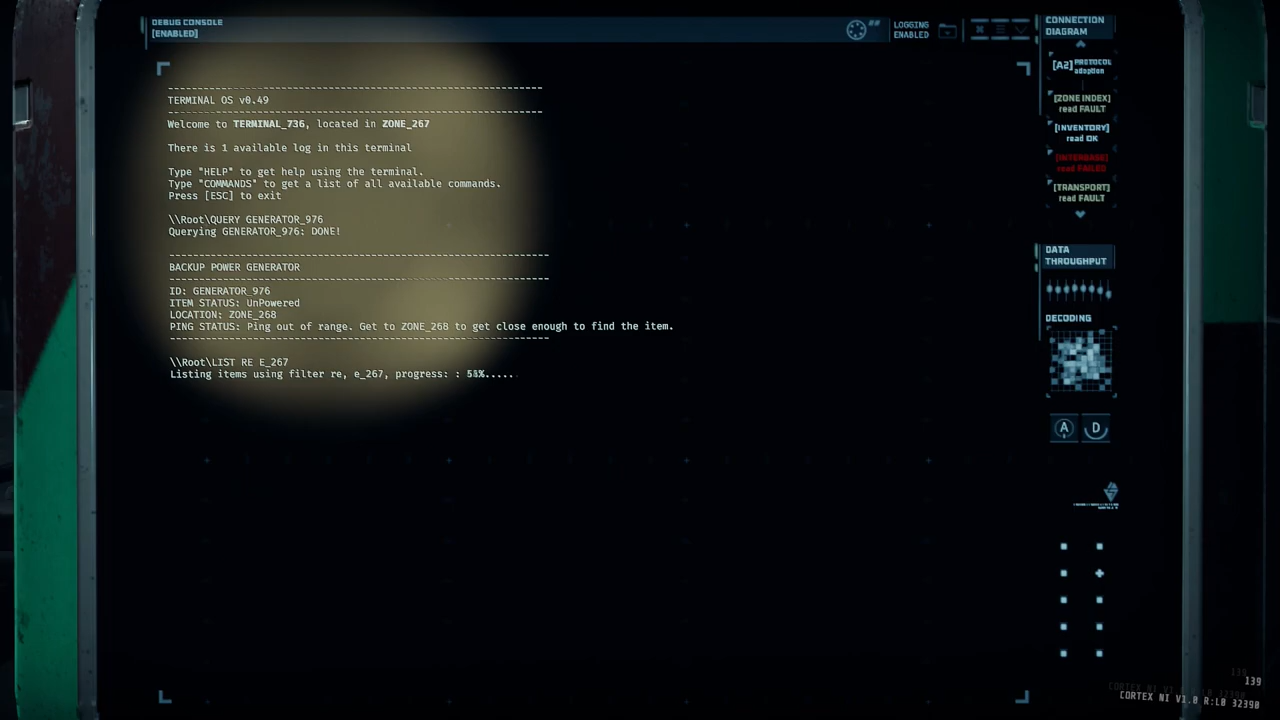 DEBUG CONSOLE
[ENABLED]
LOGGING
ENABLED
---------------------------------------------------------------
TERMINAL OS v0.49
---------------------------------------------------------------
Welcome to TERMINAL_736, located in ZONE_267
There is 1 available log in this terminal
Type "HELP" to get help using the terminal.
Type "COMMANDS" to get a list of all available commands.
Press [ESC] to exit
\\Root\QUERY GENERATOR_976
Querying GENERATOR_976: DONE!
----------------------------------------------------------------
BACKUP POWER GENERATOR
----------------------------------------------------------------
ID: GENERATOR_976
ITEM STATUS: UnPowered
LOCATION: ZONE_268
PING STATUS: Ping out of range. Get to ZONE_268 to get close enough to find the item.
----------------------------------------------------------------
\\Root\LIST RE E_267
Listing items using filter re, e_267, progress: :
CONNECTION
DIAGRAM
[A2] PROTOCOL
adoption
[ZONE INDEX]
read FAULT
[INVENTORY]
read OK
[INTERBASE]
read FAILED
[TRANSPORT]
read FAULT
DATA
THROUGHPUT
DECODING
A D
139
CORTEX NI V1.0 R:L0 32390